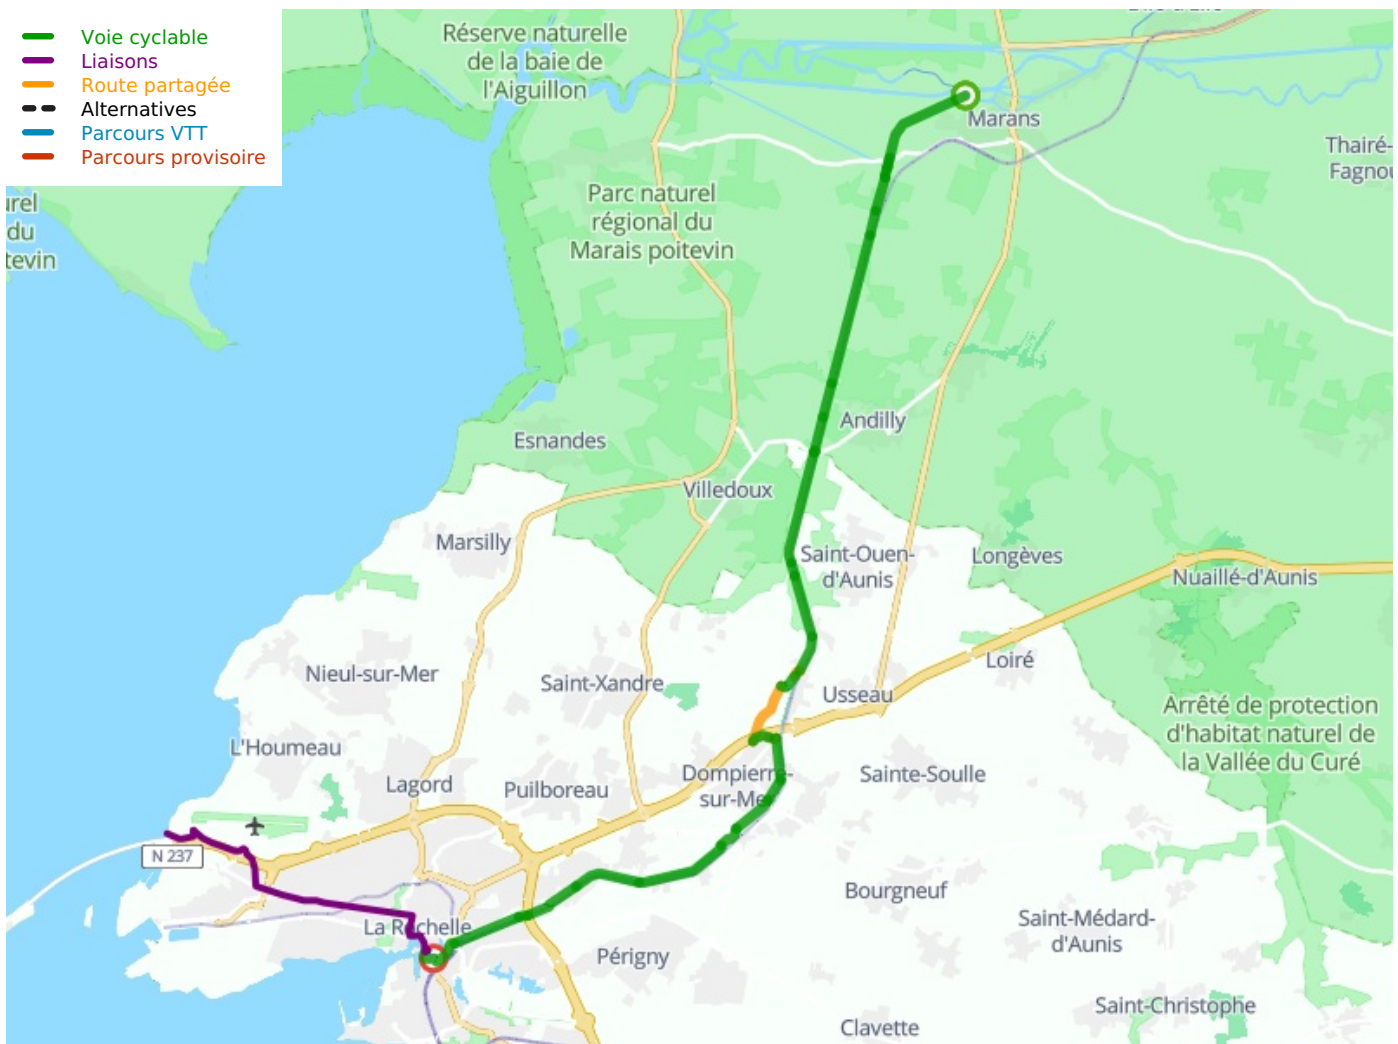 Voie cyclable
Liaisons
Route partagée
Alternatives
Parcours VTT
Parcours provisoire
Réserve naturelle
de la baie de
l'Aiguillon
Marans
Thairé-
Fagnou
Parc naturel
régional du
Marais poitevin
urel
du
tevin
Andilly
Esnandes
Villedoux
Marsilly
Saint-Ouen-
d'Aunis
Longèves
Nuaillé-d'Aunis
Nieul-sur-Mer
Saint-Xandre
Usseau
Loiré
Arrêté de protection
d'habitat naturel de
la Vallée du Curé
L'Houmeau
Lagord
Puilboreau
Dompierre-
sur-Mer
Sainte-Soulle
N 237
La Rochelle
Périgny
Bourgneuf
Saint-Médard-
d'Aunis
Saint-Christophe
Clavette